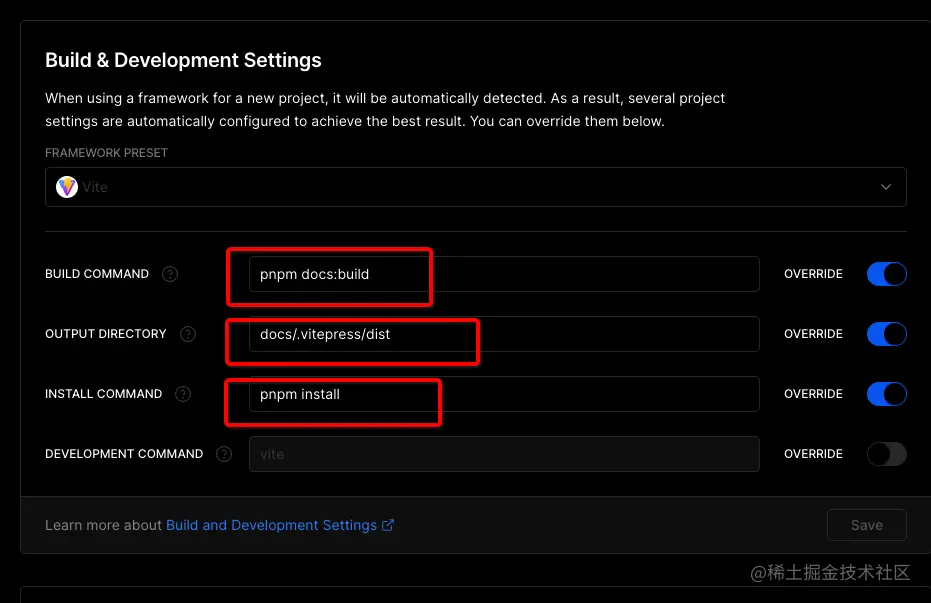 Build & Development Settings
When using a framework for a new project, it will be automatically detected. As a result, several project
settings are automatically configured to achieve the best result. You can override them below.
FRAMEWORK PRESET
Vite
BUILD COMMAND ? pnpm docs:build OVERRIDE
OUTPUT DIRECTORY ? docs/.vitepress/dist OVERRIDE
INSTALL COMMAND ? pnpm install OVERRIDE
DEVELOPMENT COMMAND ? vite OVERRIDE
Learn more about Build and Development Settings Save
@稀土掘金技术社区